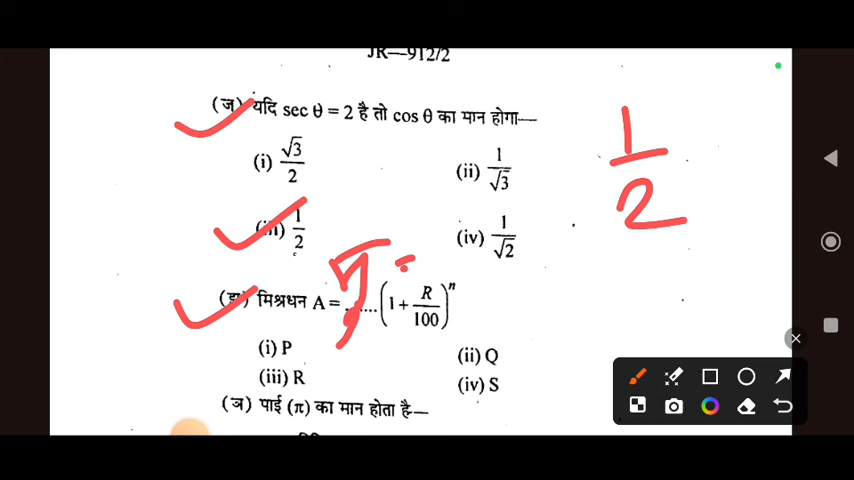 JR—912/2
(ज) यदि sec θ = 2 है तो cos θ का मान होगा—
(i) √3/2 (ii) 1/√3
(iii) 1/2 (iv) 1/√2
1/2
(झ) मिश्रधन A = ...... (1 + R/100)^n
(i) P (ii) Q
(iii) R (iv) S
(ञ) पाई (π) का मान होता है—